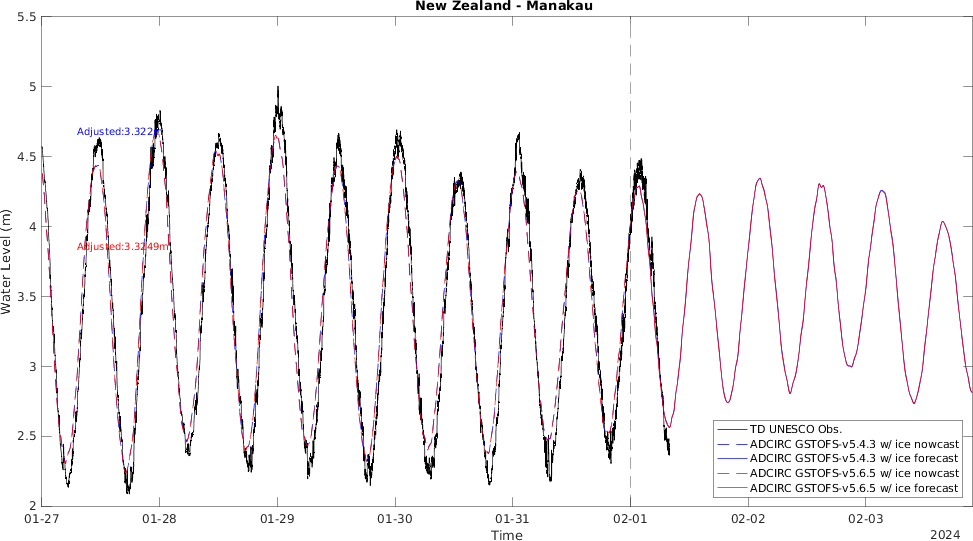 New Zealand - Manakau
5.5
5
4.5
4
3.5
3
2.5
2
Water Level (m)
Adjusted:3.322
Adjusted:3.3249m
TD UNESCO Obs.
ADCIRC GSTOFS-v5.4.3 w/ ice nowcast
ADCIRC GSTOFS-v5.4.3 w/ ice forecast
ADCIRC GSTOFS-v5.6.5 w/ ice nowcast
ADCIRC GSTOFS-v5.6.5 w/ ice forecast
01-27 01-28 01-29 01-30 01-31 02-01 02-02 02-03
Time
2024